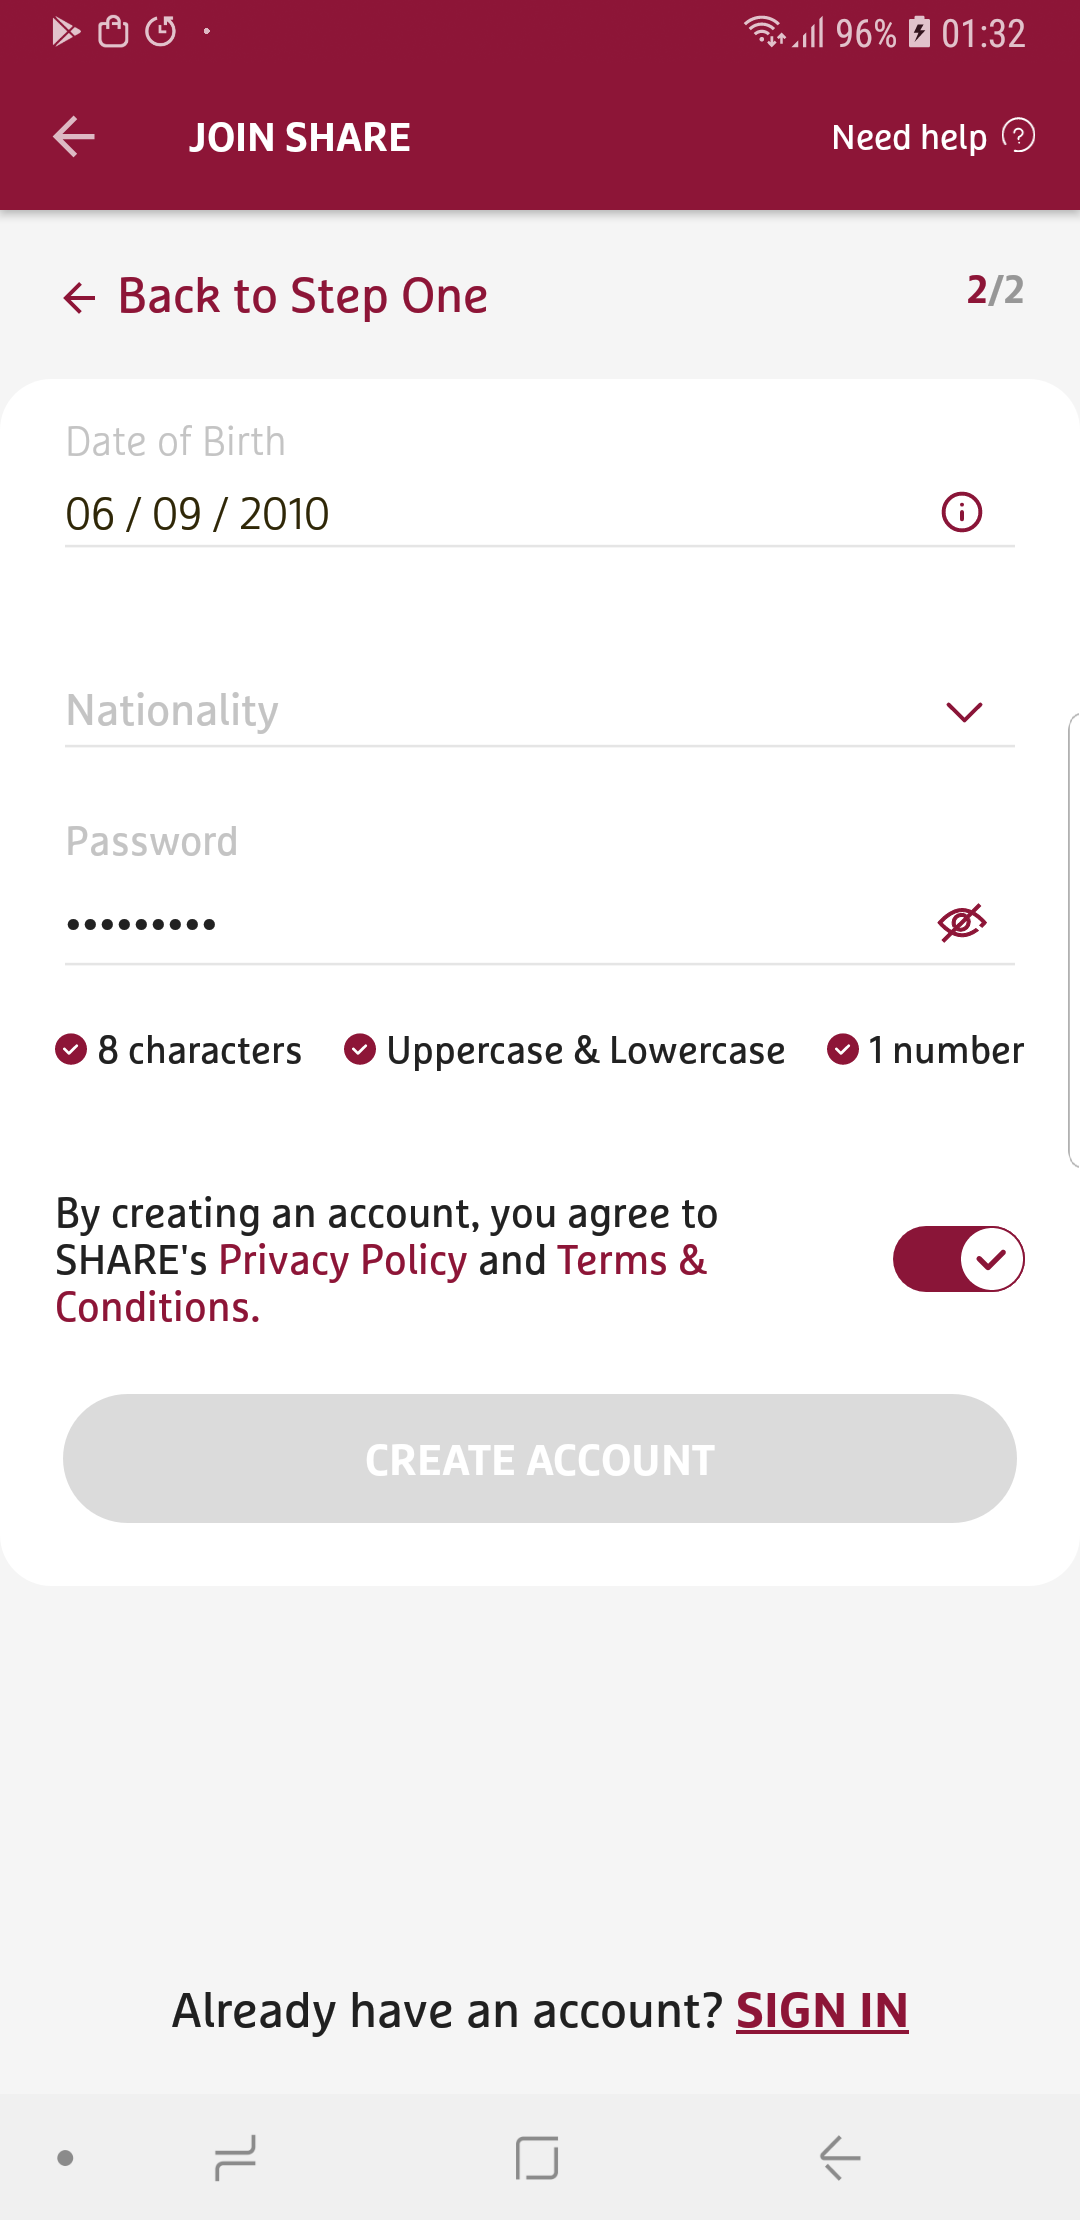 96% 01:32
JOIN SHARE
Need help ?
Back to Step One
2/2
Date of Birth
06 / 09 / 2010
Nationality
Password
•••••••••
8 characters
Uppercase & Lowercase
1 number
By creating an account, you agree to
SHARE's Privacy Policy and Terms &
Conditions.
CREATE ACCOUNT
Already have an account? SIGN IN